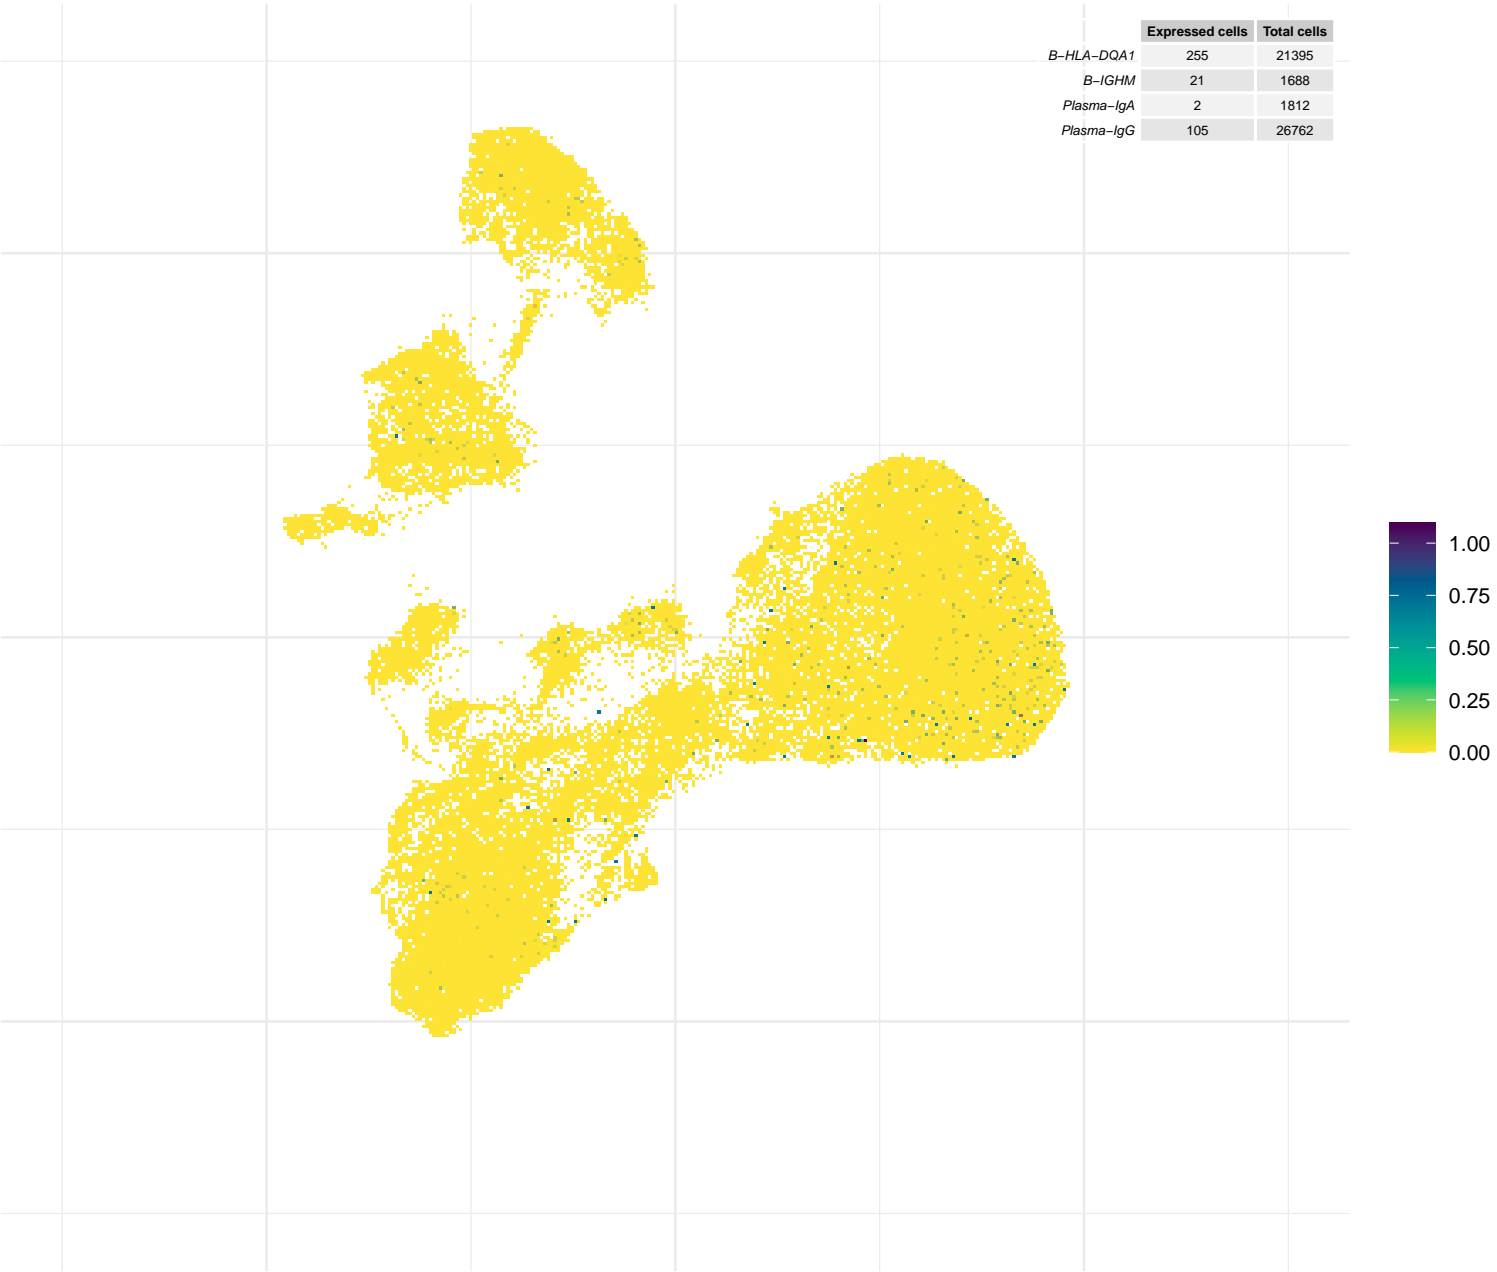 Expressed cells Total cells
B−HLA−DQA1 255 21395
B−IGHM 21 1688
Plasma−IgA 2 1812
Plasma−IgG 105 26762
1.00
0.75
0.50
0.25
0.00